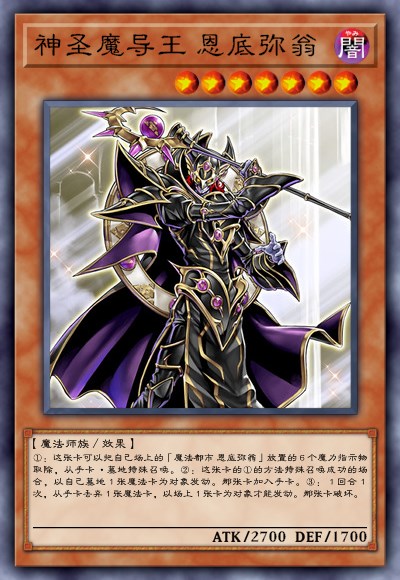 神圣魔导王 恩底弥翁
やみ
闇
【魔法师族／效果】
①：这张卡可以把自己场上的「魔法都市 恩底弥翁」放置的6个魔力指示物
取除，从手卡·墓地特殊召唤。②：这张卡的①的方法特殊召唤成功的场
合，以自己墓地1张魔法卡为对象发动。那张卡加入手卡。③：1回合1
次，从手卡丢弃1张魔法卡，以场上1张卡为对象才能发动。那张卡破坏。
ATK/2700 DEF/1700